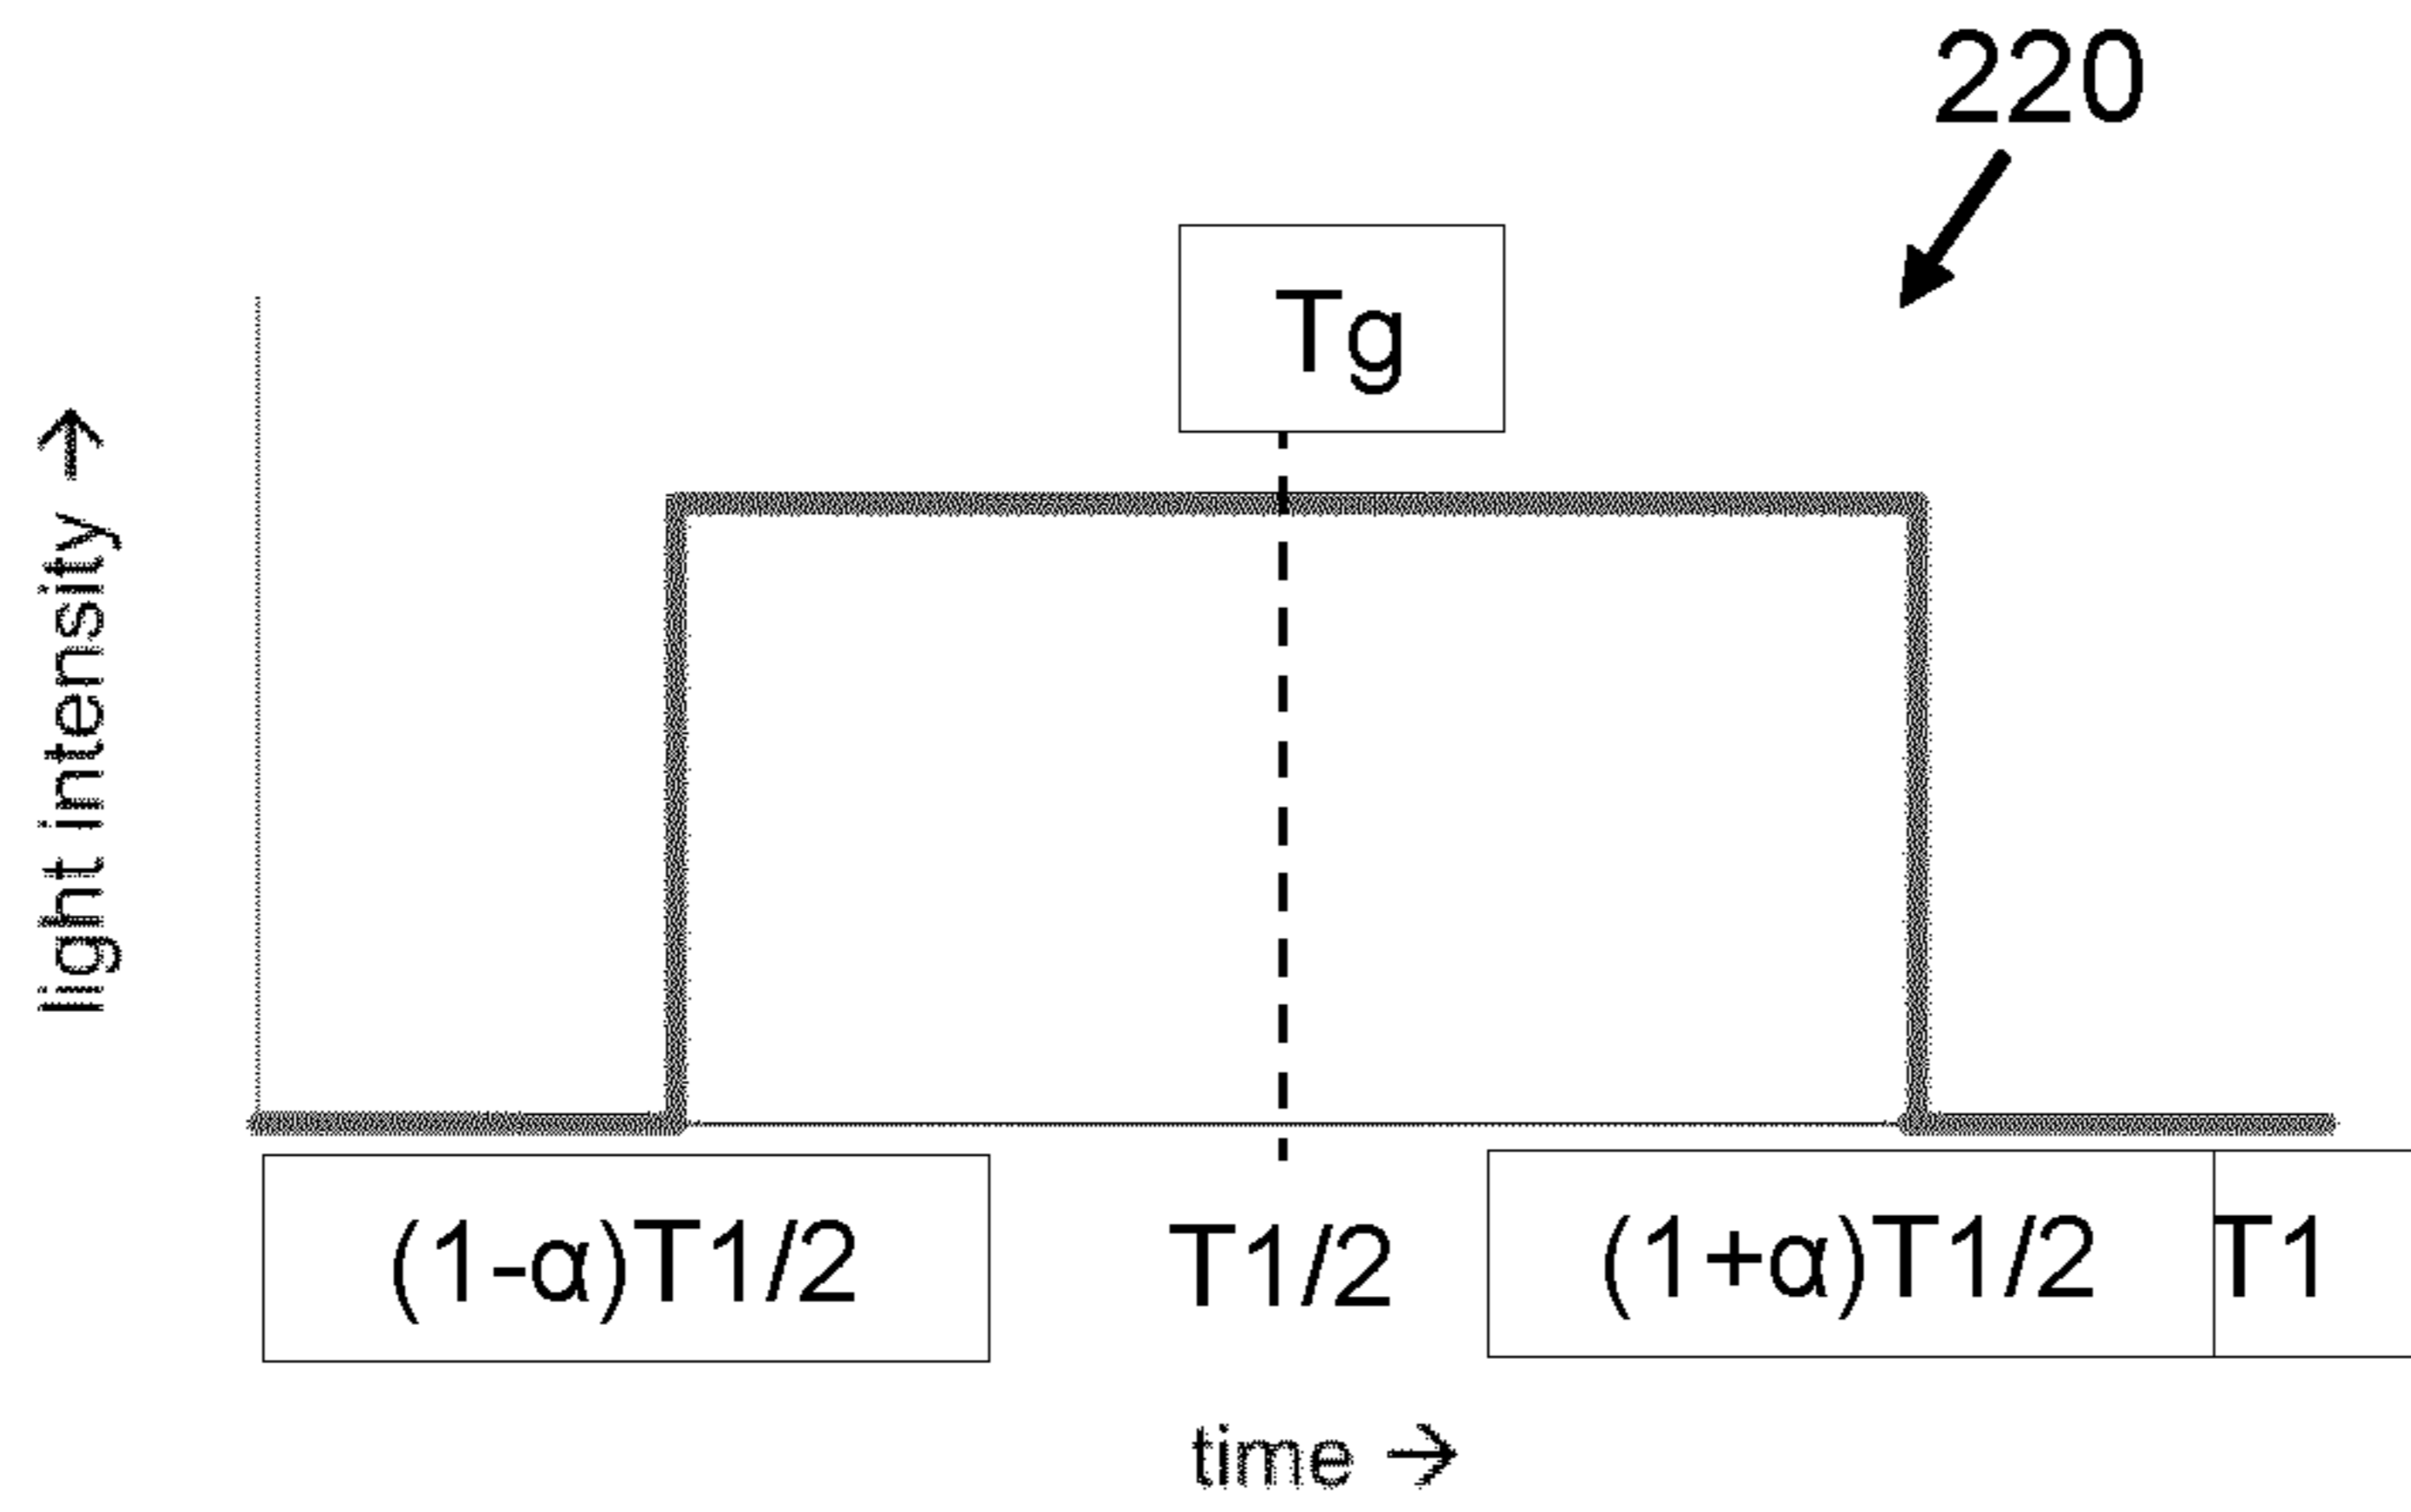 220
Tg
light intensity →
(1-α)T1/2
T1/2
(1+α)T1/2
T1
time →